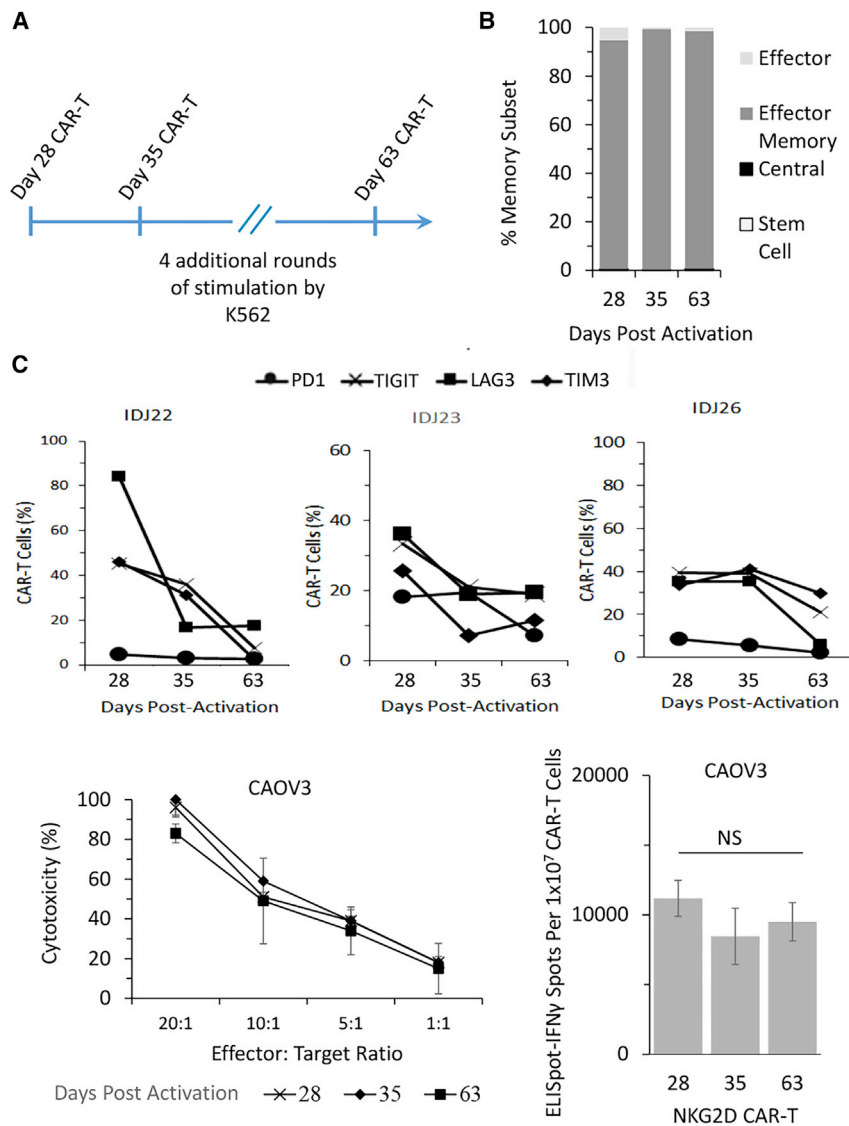 A
Day 28 CAR-T
Day 35 CAR-T
Day 63 CAR-T
4 additional rounds
of stimulation by
K562
B
% Memory Subset
100
80
60
40
20
0
28 35 63
Days Post Activation
Effector
Effector
Memory
Central
Stem
Cell
C
PD1 TIGIT LAG3 TIM3
IDJ22
CAR-T Cells (%)
100
80
60
40
20
0
28 35 63
Days Post-Activation
IDJ23
CAR-T Cells (%)
60
40
20
0
28 35 63
Days Post-Activation
IDJ26
CAR-T Cells (%)
100
80
60
40
20
0
28 35 63
Days Post-Activation
CAOV3
Cytotoxicity (%)
100
80
60
40
20
0
20:1 10:1 5:1 1:1
Effector: Target Ratio
Days Post Activation 28 35 63
CAOV3
NS
ELISpot-IFNγ Spots Per 1x10⁷ CAR-T Cells
20000
10000
0
28 35 63
NKG2D CAR-T